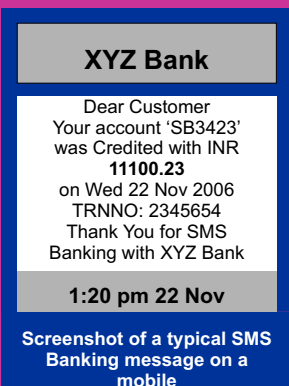 XYZ Bank
Dear Customer
Your account ‘SB3423’
was Credited with INR
11100.23
on Wed 22 Nov 2006
TRNNO: 2345654
Thank You for SMS
Banking with XYZ Bank
1:20 pm 22 Nov
Screenshot of a typical SMS
Banking message on a
mobile